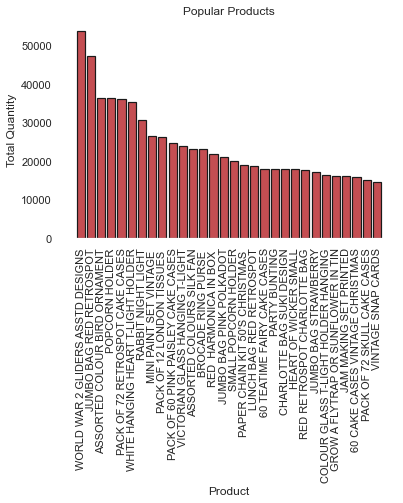 Popular Products
Total Quantity
50000
40000
30000
20000
10000
0
WORLD WAR 2 GLIDERS ASSTD DESIGNS
JUMBO BAG RED RETROSPOT
ASSORTED COLOUR BIRD ORNAMENT
POPCORN HOLDER
PACK OF 72 RETROSPOT CAKE CASES
WHITE HANGING HEART T-LIGHT HOLDER
RABBIT NIGHT LIGHT
MINI PAINT SET VINTAGE
PACK OF 12 LONDON TISSUES
PACK OF 60 PINK PAISLEY CAKE CASES
VICTORIAN GLASS HANGING T-LIGHT
ASSORTED COLOURS SILK FAN
BROCADE RING PURSE
RED HARMONICA IN BOX
JUMBO BAG PINK POLKADOT
SMALL POPCORN HOLDER
PAPER CHAIN KIT 50'S CHRISTMAS
LUNCH BAG RED RETROSPOT
60 TEATIME FAIRY CAKE CASES
PARTY BUNTING
CHARLOTTE BAG SUKI DESIGN
HEART OF WICKER SMALL
RED RETROSPOT CHARLOTTE BAG
JUMBO BAG STRAWBERRY
COLOUR GLASS T-LIGHT HOLDER HANGING
GROW A FLYTRAP OR SUNFLOWER IN TIN
JAM MAKING SET PRINTED
60 CAKE CASES VINTAGE CHRISTMAS
PACK OF 72 SKULL CAKE CASES
VINTAGE SNAP CARDS
Product